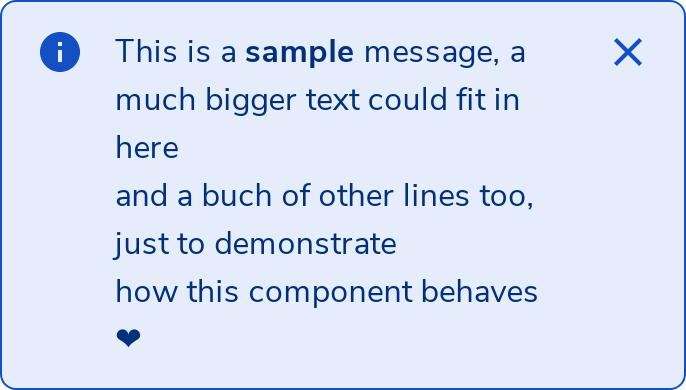 This is a sample message, a
much bigger text could fit in
here
and a buch of other lines too,
just to demonstrate
how this component behaves
❤